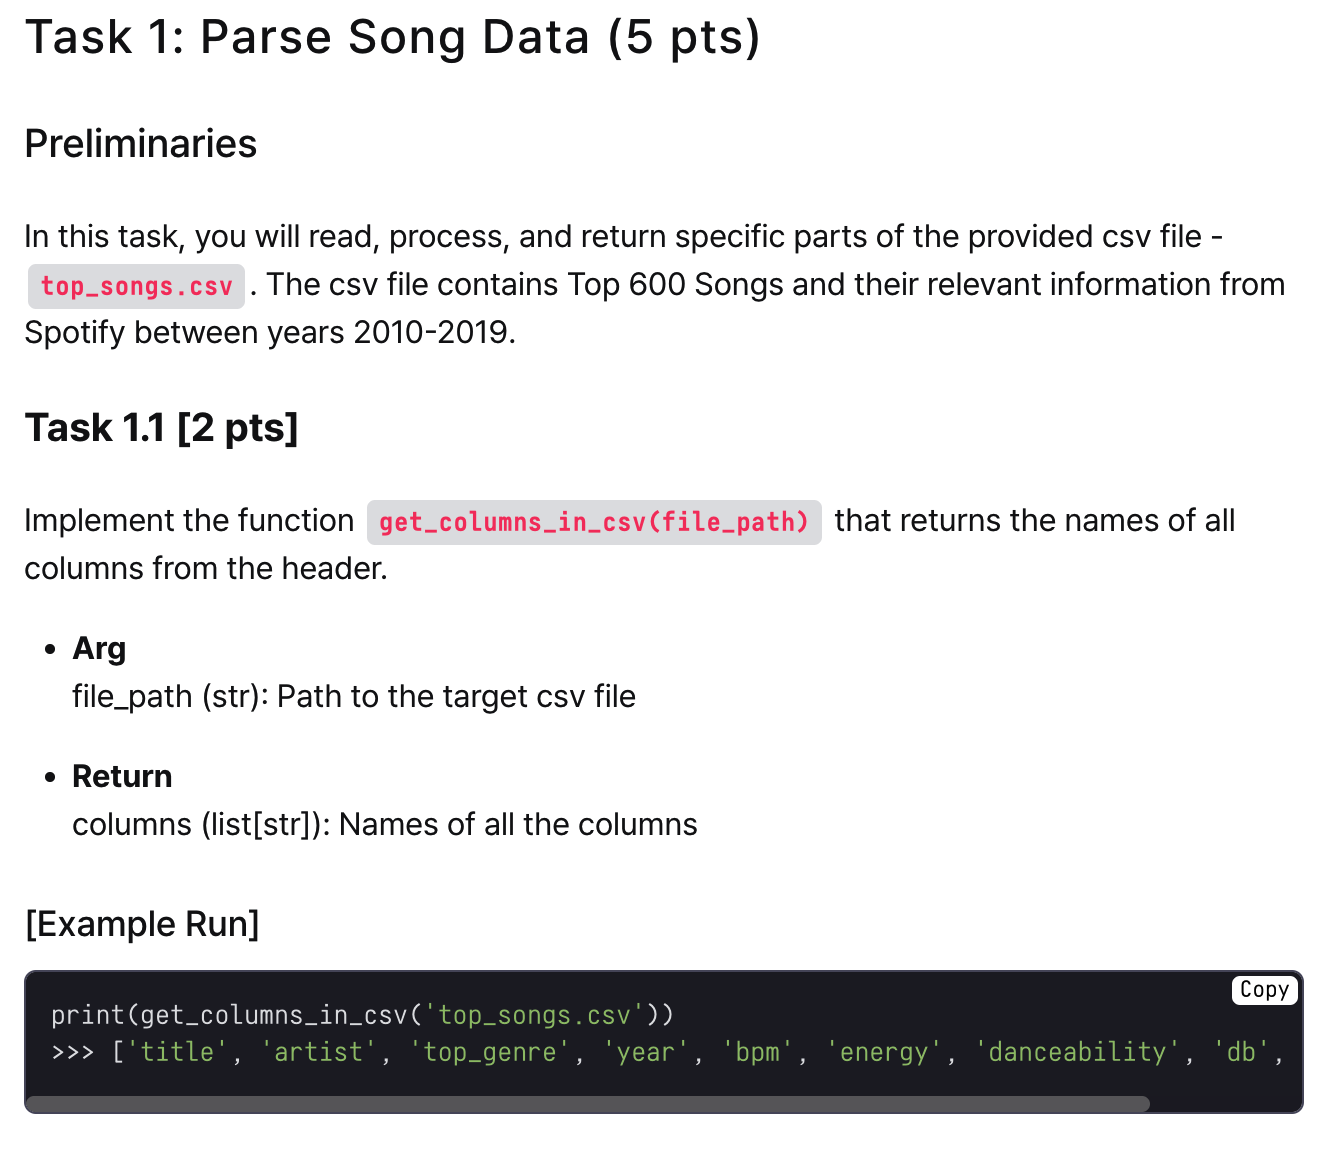 Task 1: Parse Song Data (5 pts)
Preliminaries
In this task, you will read, process, and return specific parts of the provided csv file -
top_songs.csv . The csv file contains Top 600 Songs and their relevant information from
Spotify between years 2010-2019.
Task 1.1 [2 pts]
Implement the function get_columns_in_csv(file_path) that returns the names of all
columns from the header.
• Arg
file_path (str): Path to the target csv file
• Return
columns (list[str]): Names of all the columns
[Example Run]
Copy
print(get_columns_in_csv('top_songs.csv'))
>>> ['title', 'artist', 'top_genre', 'year', 'bpm', 'energy', 'danceability', 'db',